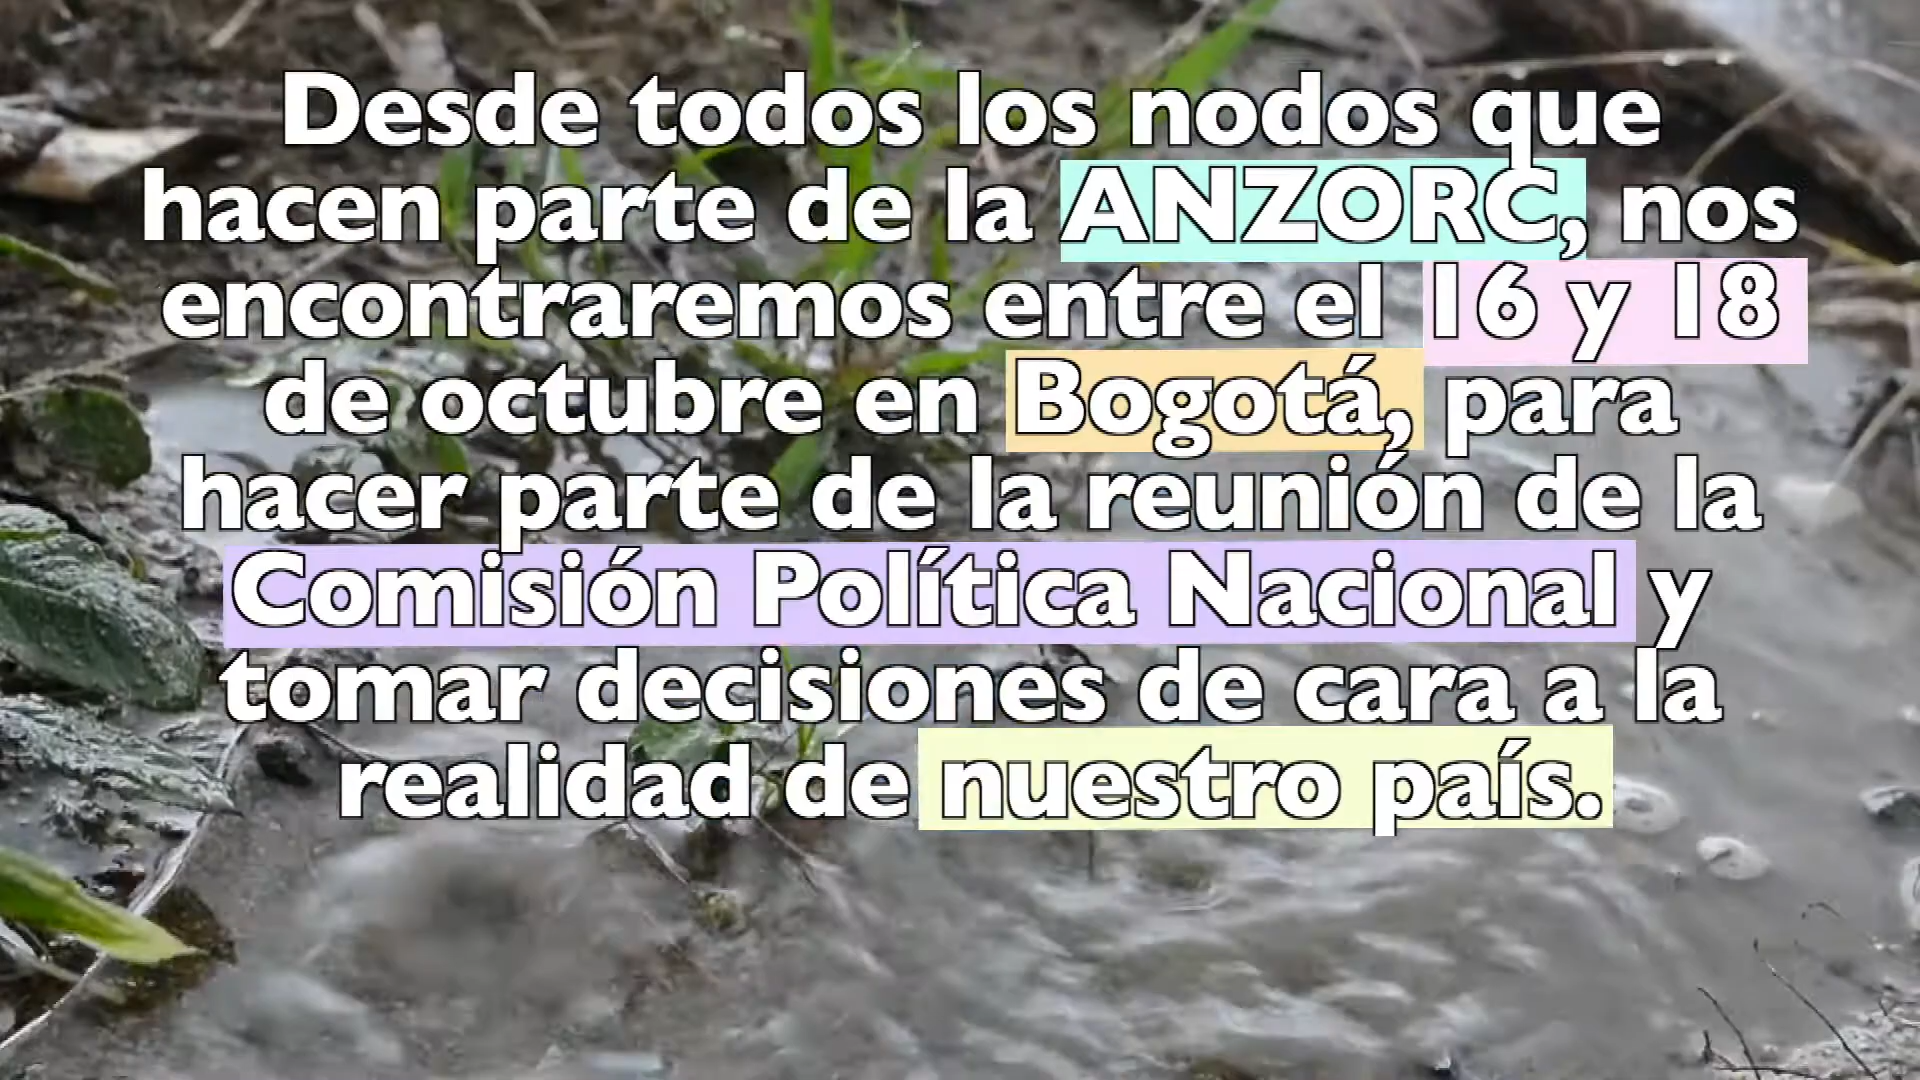 Desde todos los nodos que
hacen parte de la ANZORC, nos
encontraremos entre el 16 y 18
de octubre en Bogotá, para
hacer parte de la reunión de la
Comisión Política Nacional y
tomar decisiones de cara a la
realidad de nuestro país.